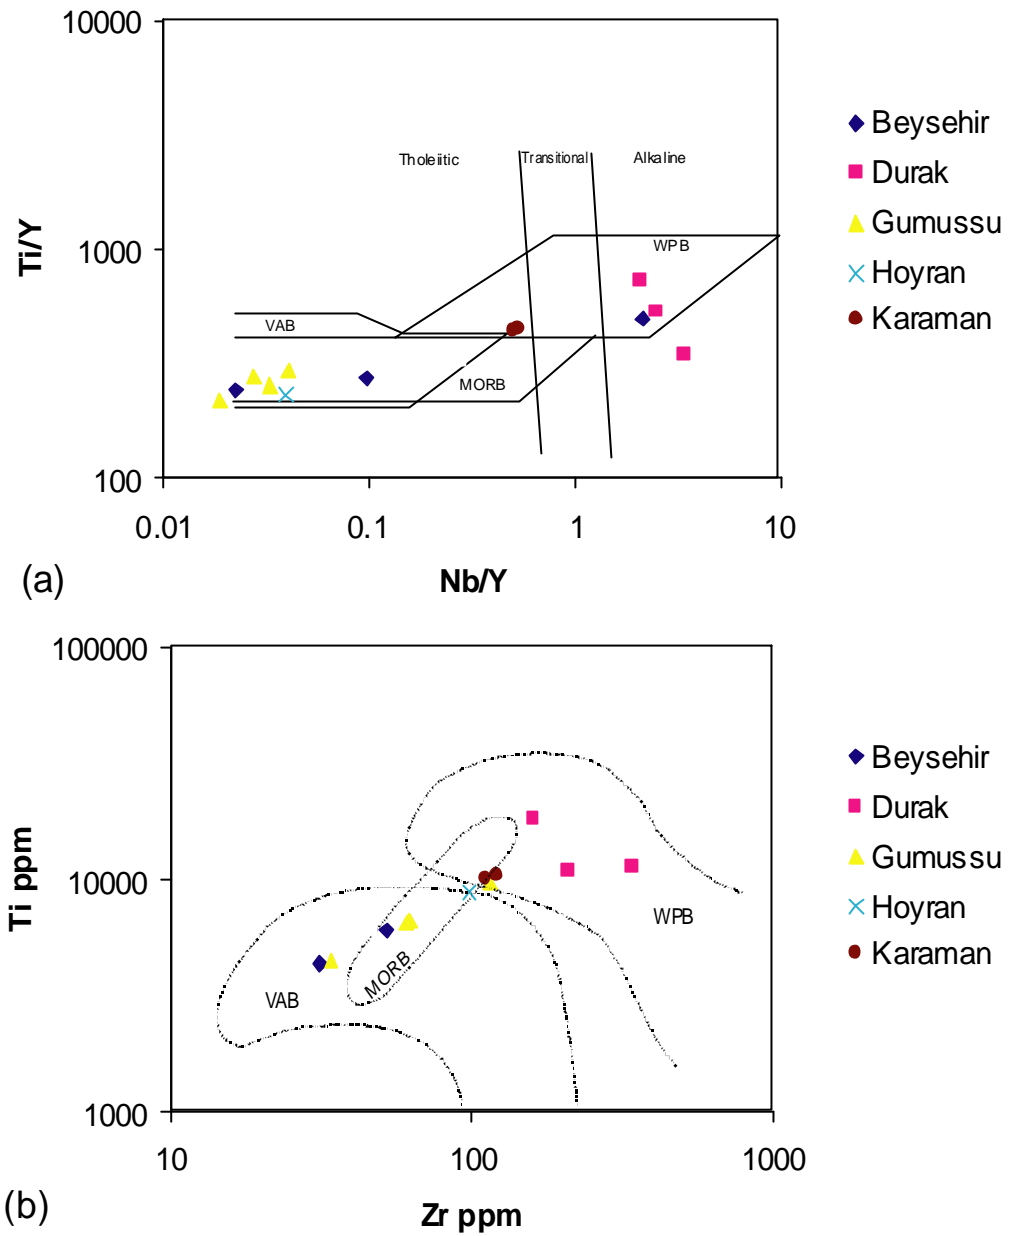 10000
Tholeiitic Transitional Alkaline
Ti/Y
1000
WPB
VAB
MORB
100
0.01 0.1 1 10
(a)
Nb/Y
Beysehir
Durak
Gumussu
Hoyran
Karaman
100000
Ti ppm
10000
WPB
MORB
VAB
1000
10 100 1000
(b)
Zr ppm
Beysehir
Durak
Gumussu
Hoyran
Karaman